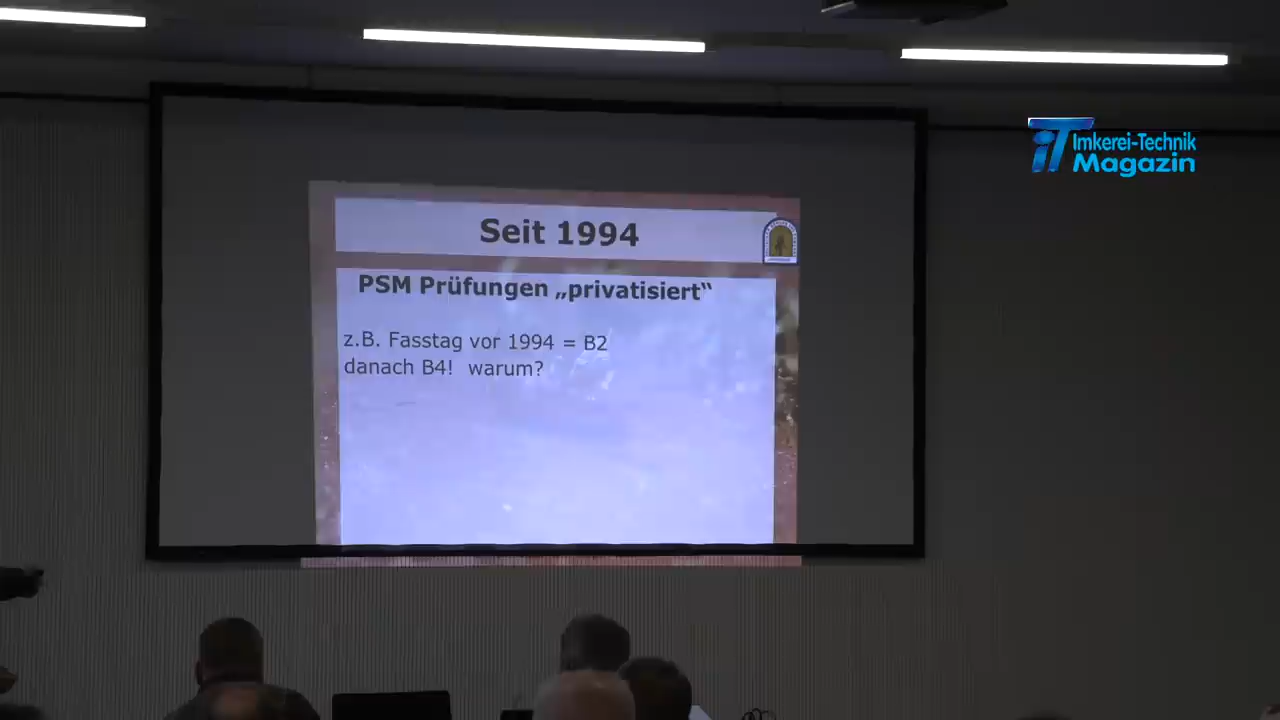 Imkerei-Technik
Magazin
Seit 1994
PSM Prüfungen „privatisiert“
z.B. Fasstag vor 1994 = B2
danach B4!  warum?